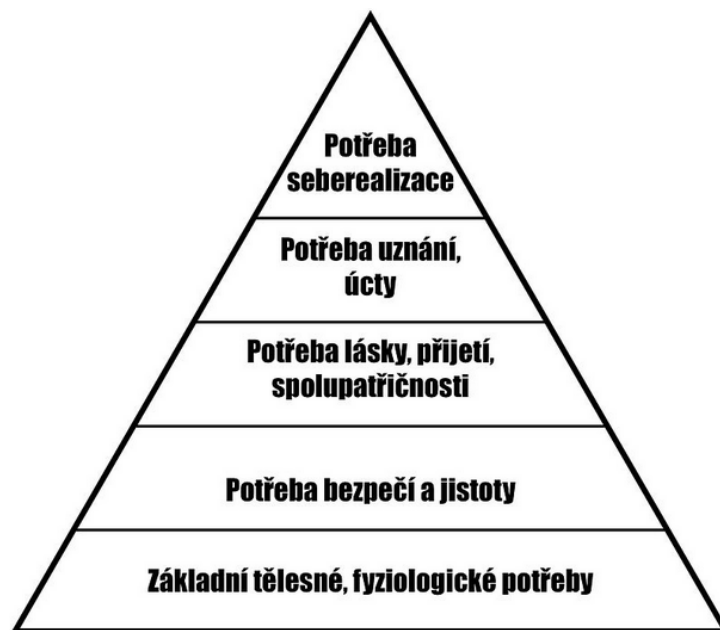 Potřeba
seberealizace
Potřeba uznání,
úcty
Potřeba lásky, přijetí,
spolupatřičnosti
Potřeba bezpečí a jistoty
Základní tělesné, fyziologické potřeby